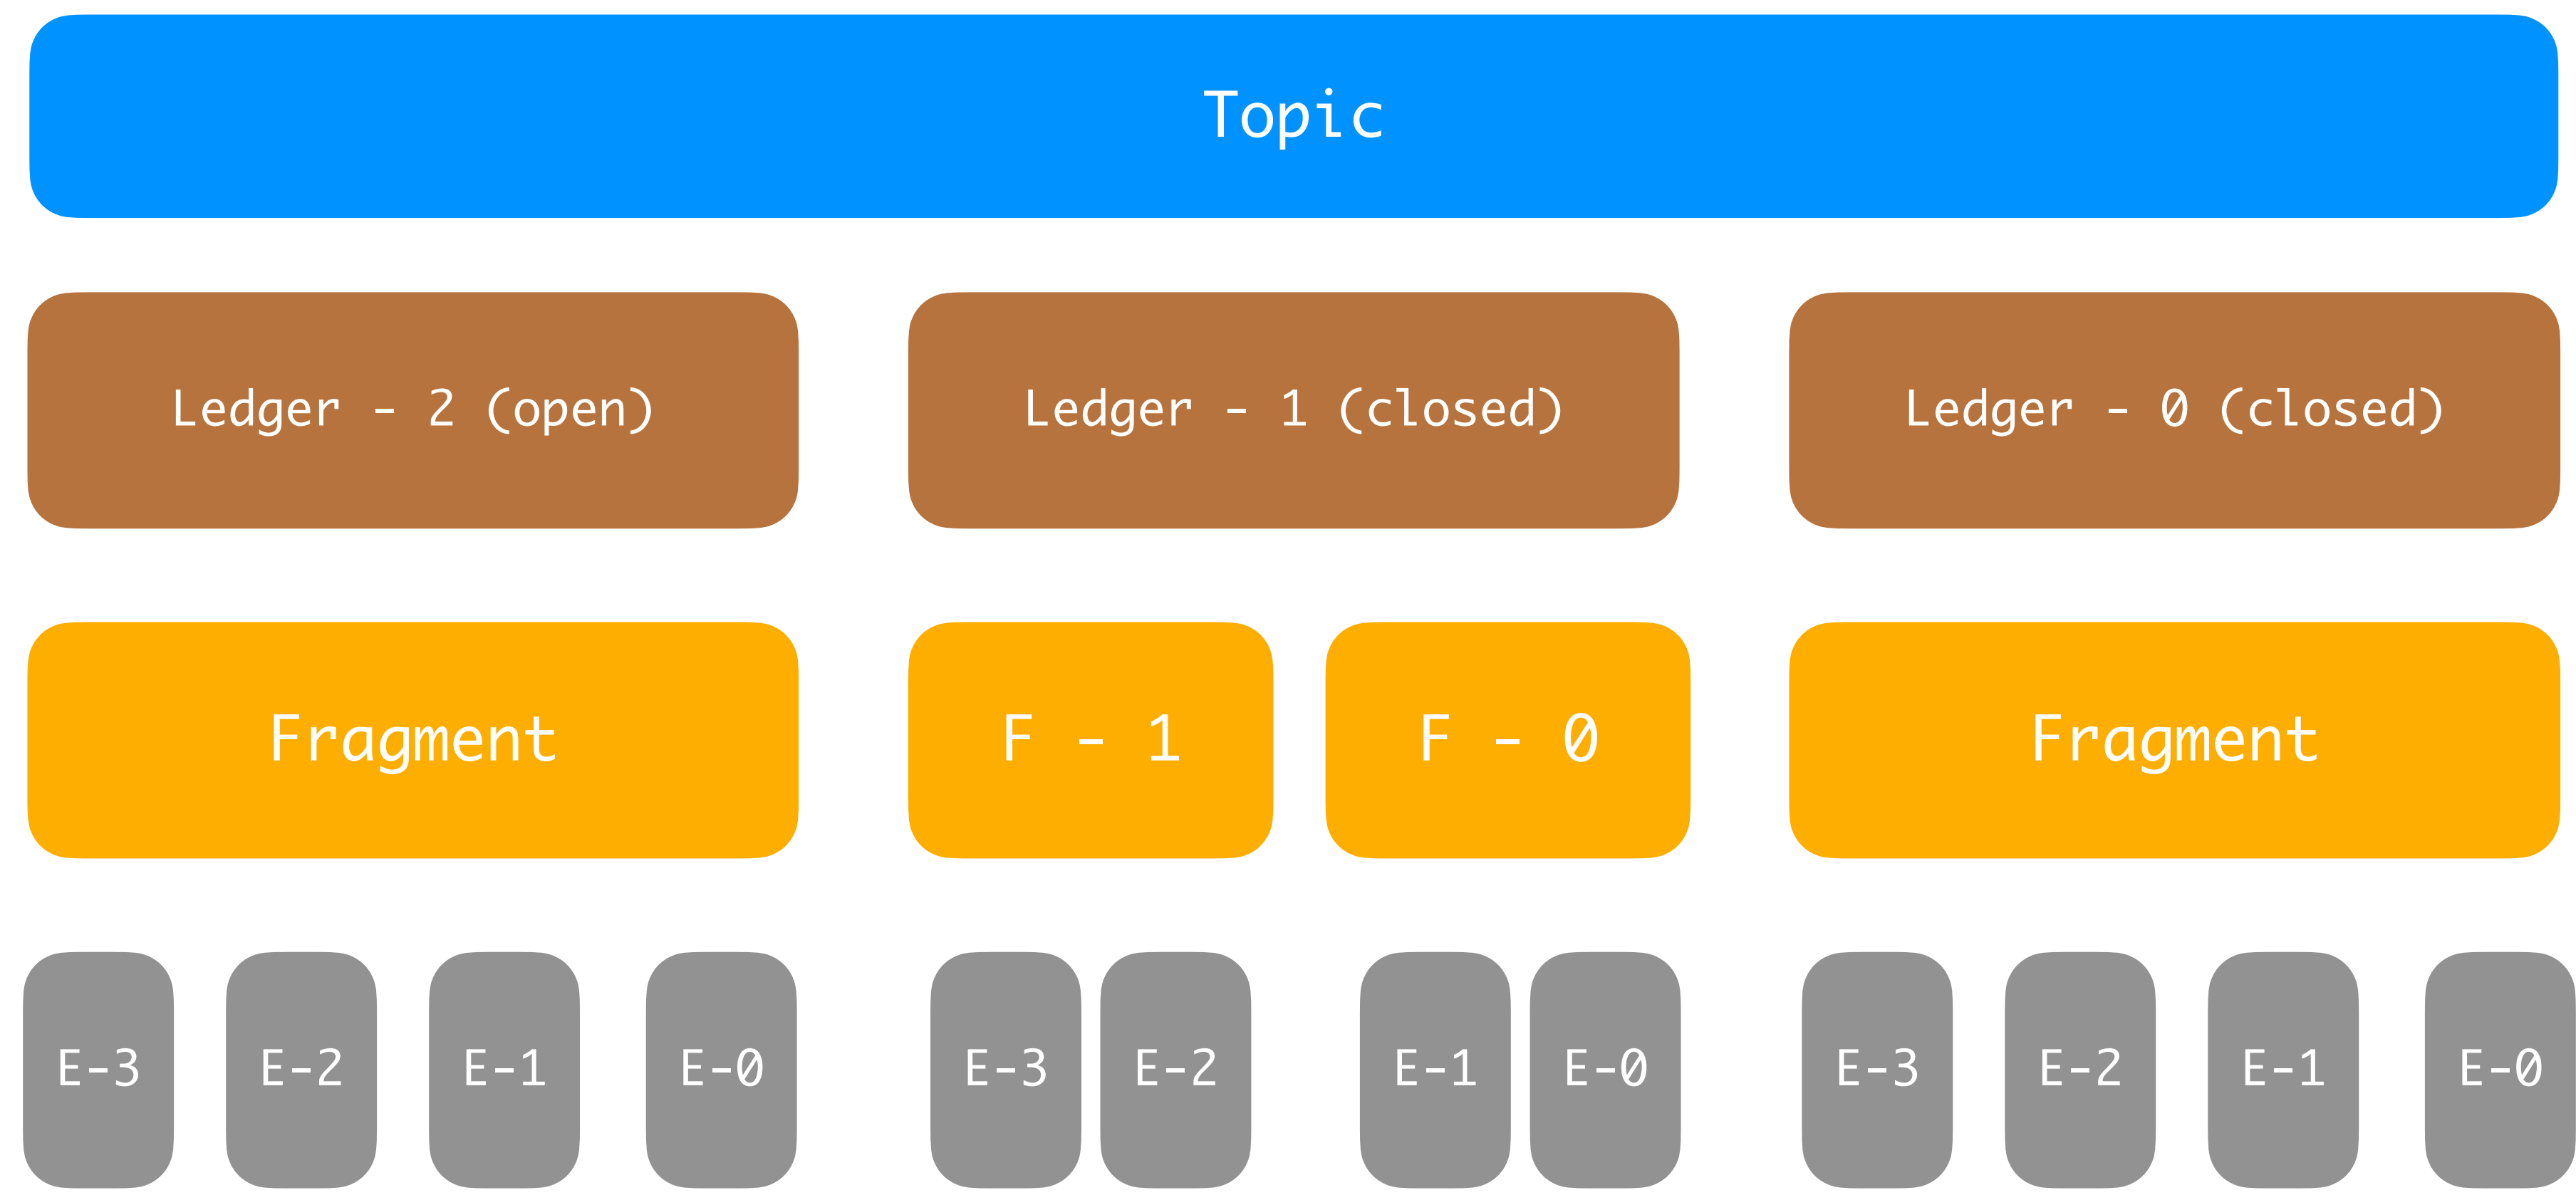 Topic
Ledger - 2 (open)
Ledger - 1 (closed)
Ledger - 0 (closed)
Fragment
F - 1
F - 0
Fragment
E-3
E-2
E-1
E-0
E-3
E-2
E-1
E-0
E-3
E-2
E-1
E-0